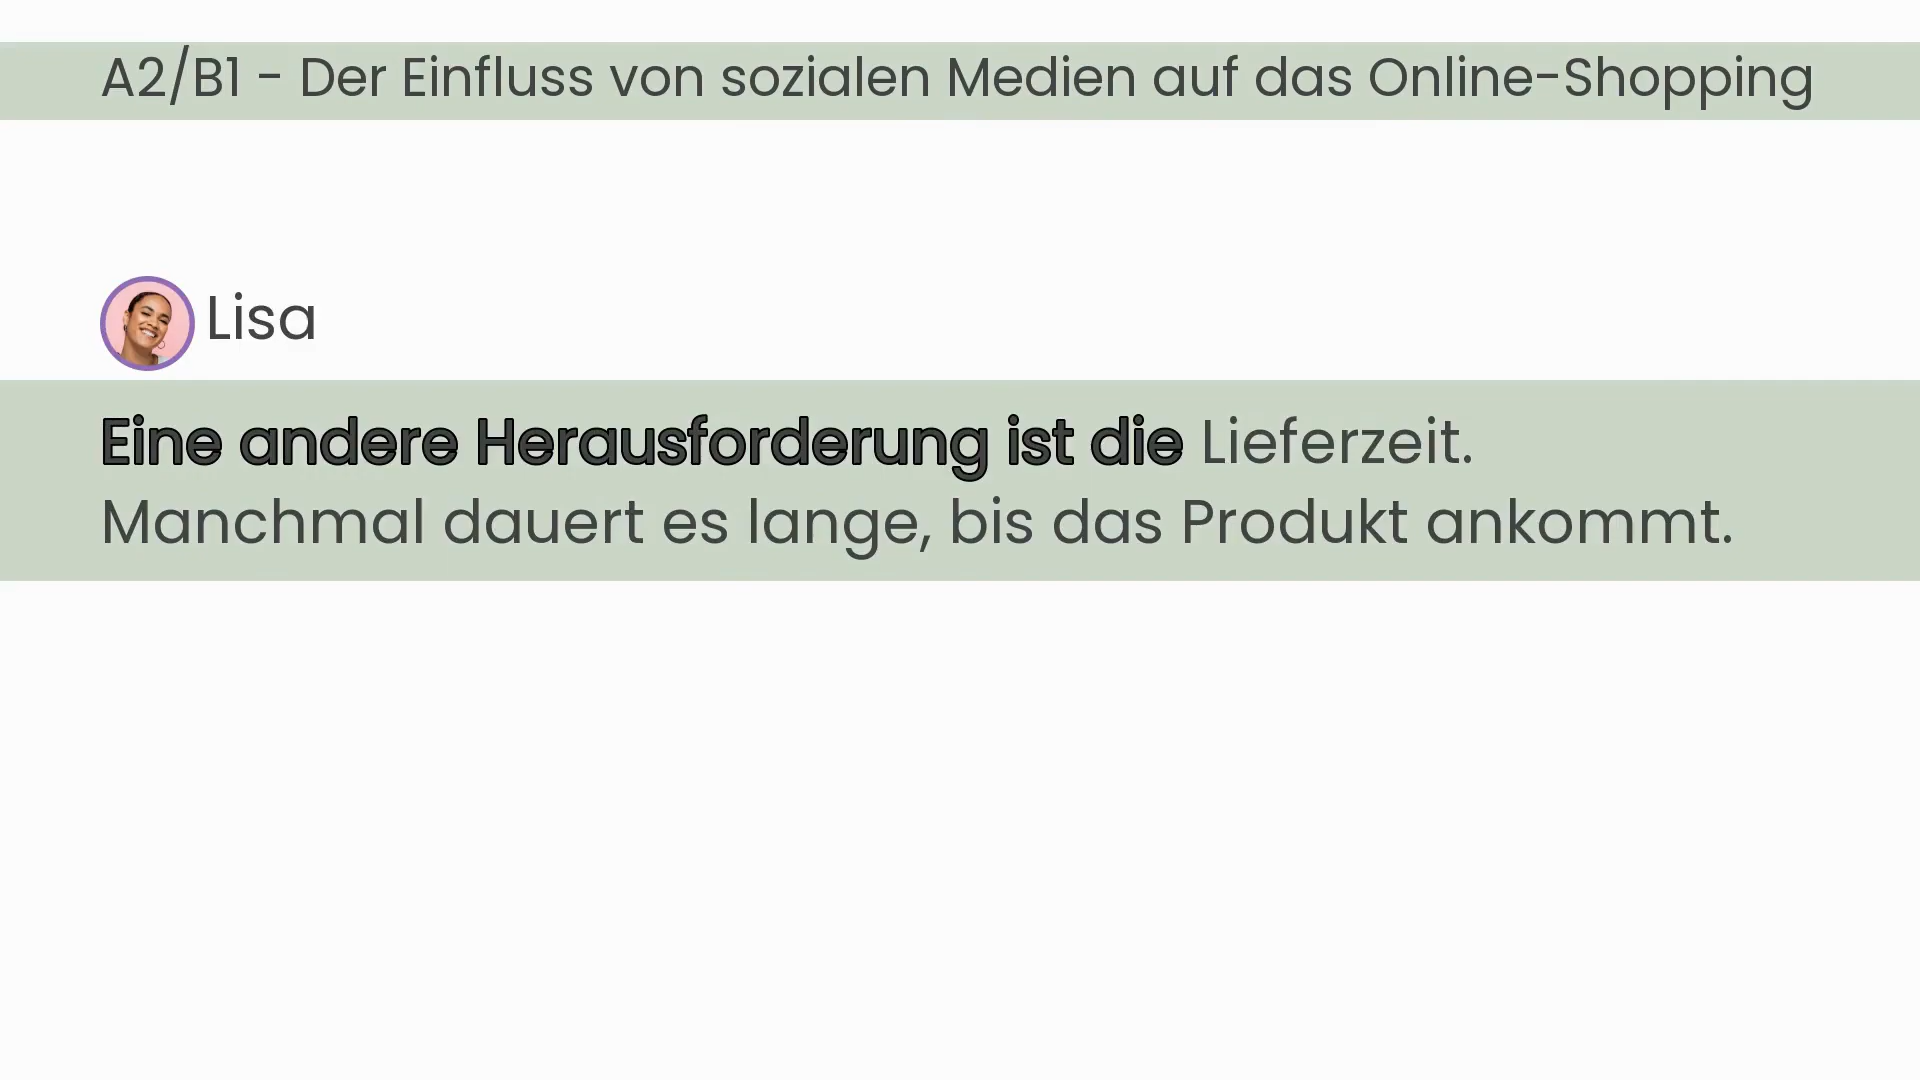 A2/B1 - Der Einfluss von sozialen Medien auf das Online-Shopping
Lisa
Eine andere Herausforderung ist die Lieferzeit.
Manchmal dauert es lange, bis das Produkt ankommt.